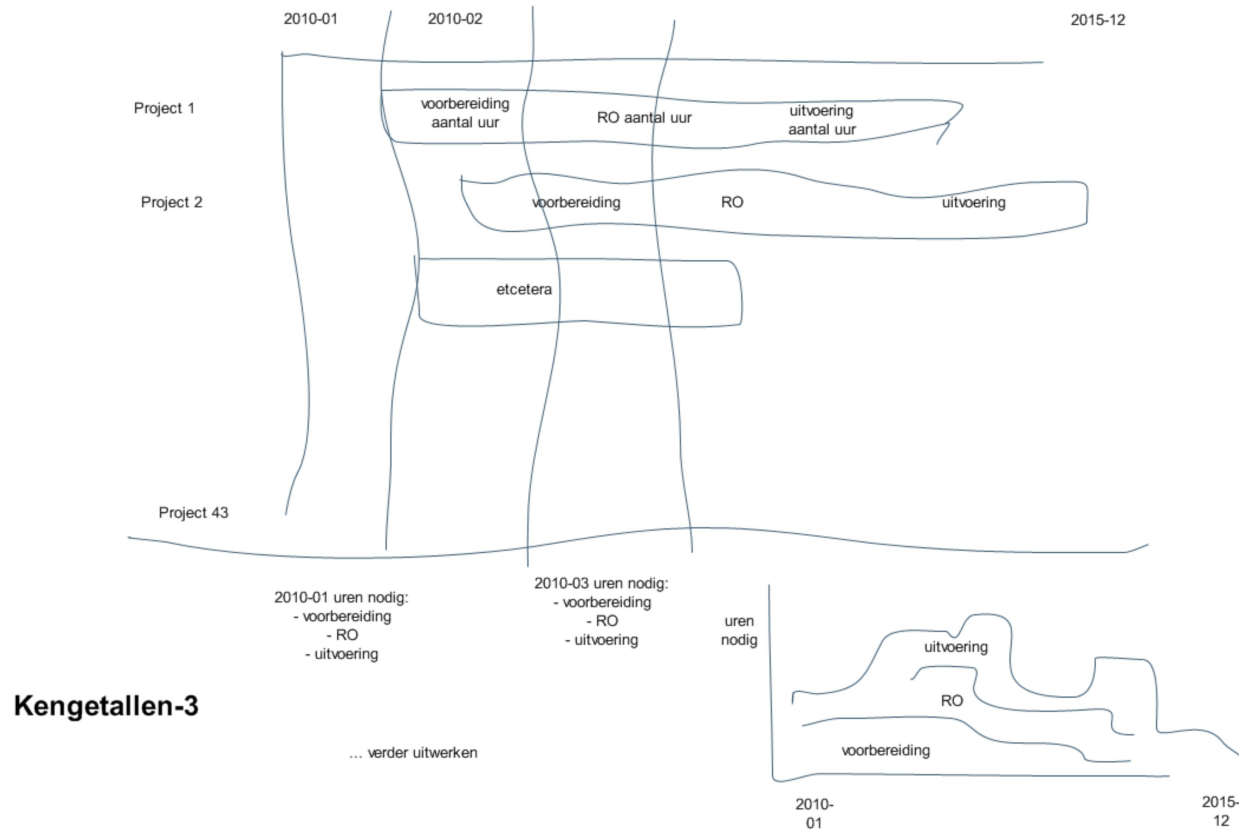 2010-01
2010-02
2015-12
Project 1
voorbereiding
aantal uur
RO aantal uur
uitvoering
aantal uur
Project 2
voorbereiding
RO
uitvoering
etcetera
Project 43
2010-01 uren nodig:
- voorbereiding
- RO
- uitvoering
2010-03 uren nodig:
- voorbereiding
- RO
- uitvoering
uren
nodig
uitvoering
RO
voorbereiding
Kengetallen-3
... verder uitwerken
2010-
01
2015-
12